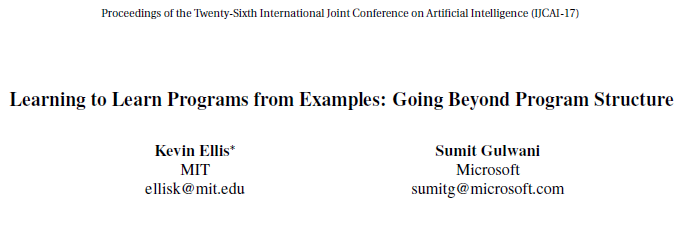 Proceedings of the Twenty-Sixth International Joint Conference on Artificial Intelligence (IJCAI-17)
Learning to Learn Programs from Examples: Going Beyond Program Structure
Kevin Ellis*
MIT
ellisk@mit.edu
Sumit Gulwani
Microsoft
sumitg@microsoft.com